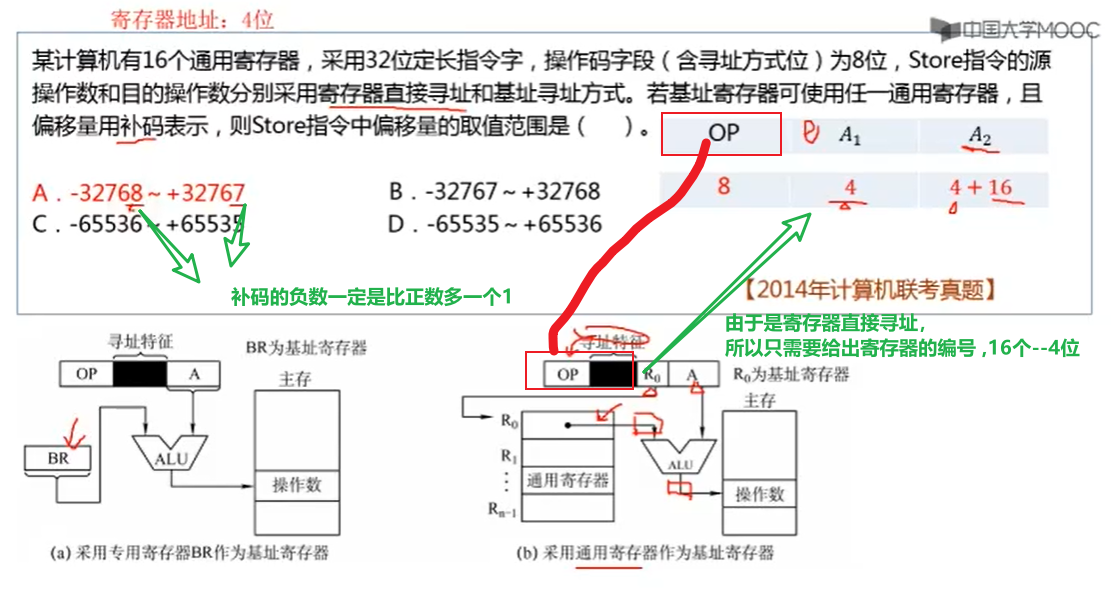 寄存器地址：4位
中国大学MOOC
某计算机有16个通用寄存器，采用32位定长指令字，操作码字段（含寻址方式位）为8位，Store指令的源
操作数和目的操作数分别采用寄存器直接寻址和基址寻址方式。若基址寄存器可使用任一通用寄存器，且
偏移量用补码表示，则Store指令中偏移量的取值范围是（ ）。
OP A₁ A₂
8 4 4 + 16
A．-32768～+32767 B．-32767～+32768
C．-65536～+65535 D．-65535～+65536
【2014年计算机联考真题】
补码的负数一定是比正数多一个1
由于是寄存器直接寻址，
所以只需要给出寄存器的编号 ,16个--4位
寻址特征
BR为基址寄存器
OP A
主存
BR
ALU
操作数
(a) 采用专用寄存器BR作为基址寄存器
寻址特征
OP R₀ A
R₀为基址寄存器
主存
R₀
R₁
通用寄存器
Rₙ₋₁
ALU
操作数
(b) 采用通用寄存器作为基址寄存器